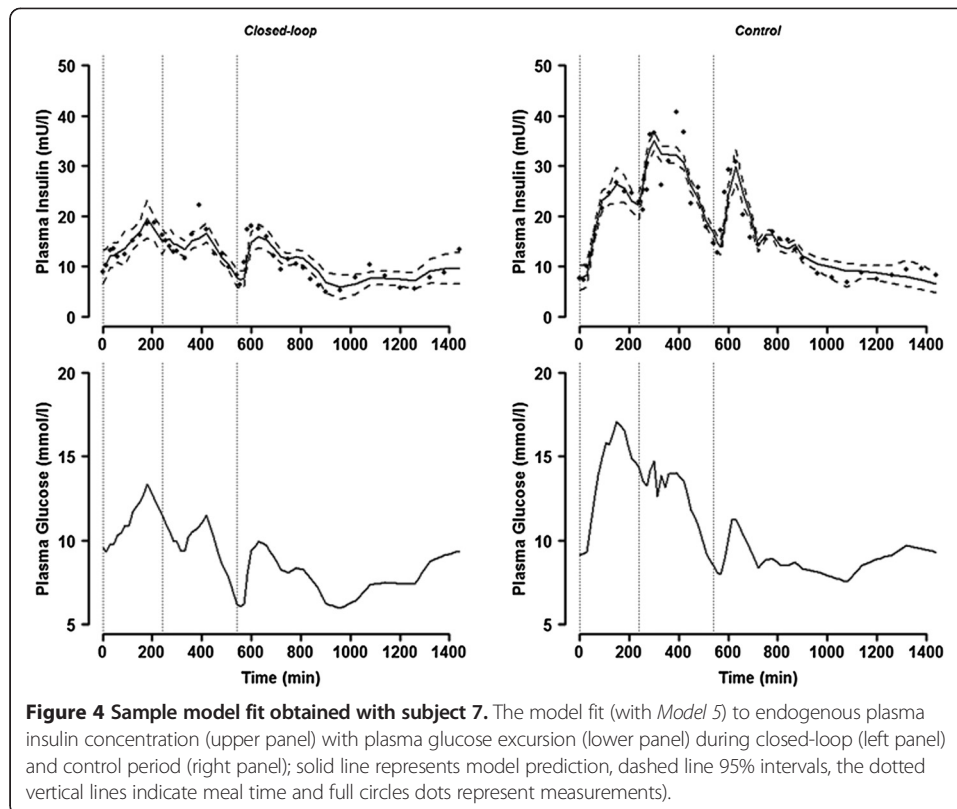 Closed-loop
Control
Plasma Insulin (mU/l)
50
40
30
20
10
0
0 200 400 600 800 1000 1200 1400
Plasma Insulin (mU/l)
50
40
30
20
10
0
0 200 400 600 800 1000 1200 1400
Plasma Glucose (mmol/l)
20
15
10
5
0 200 400 600 800 1000 1200 1400
Time (min)
Plasma Glucose (mmol/l)
20
15
10
5
0 200 400 600 800 1000 1200 1400
Time (min)
Figure 4 Sample model fit obtained with subject 7. The model fit (with Model 5) to endogenous plasma
insulin concentration (upper panel) with plasma glucose excursion (lower panel) during closed-loop (left panel)
and control period (right panel); solid line represents model prediction, dashed line 95% intervals, the dotted
vertical lines indicate meal time and full circles dots represent measurements).